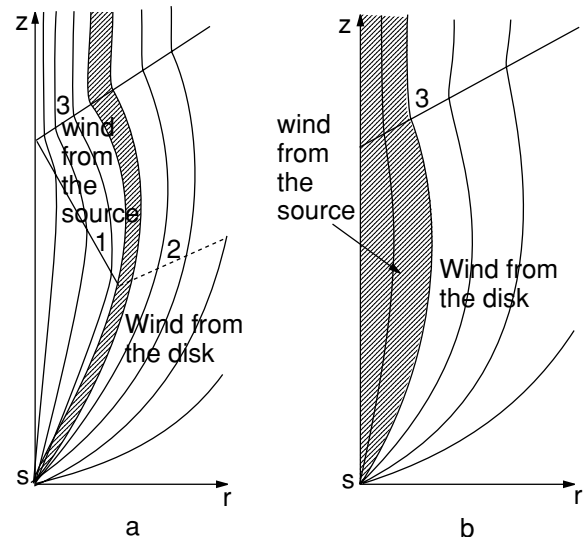 z
3
wind
from
the
source
1
2
Wind from
the disk
s
r
a
z
3
wind
from
the
source
Wind from
the disk
s
r
b